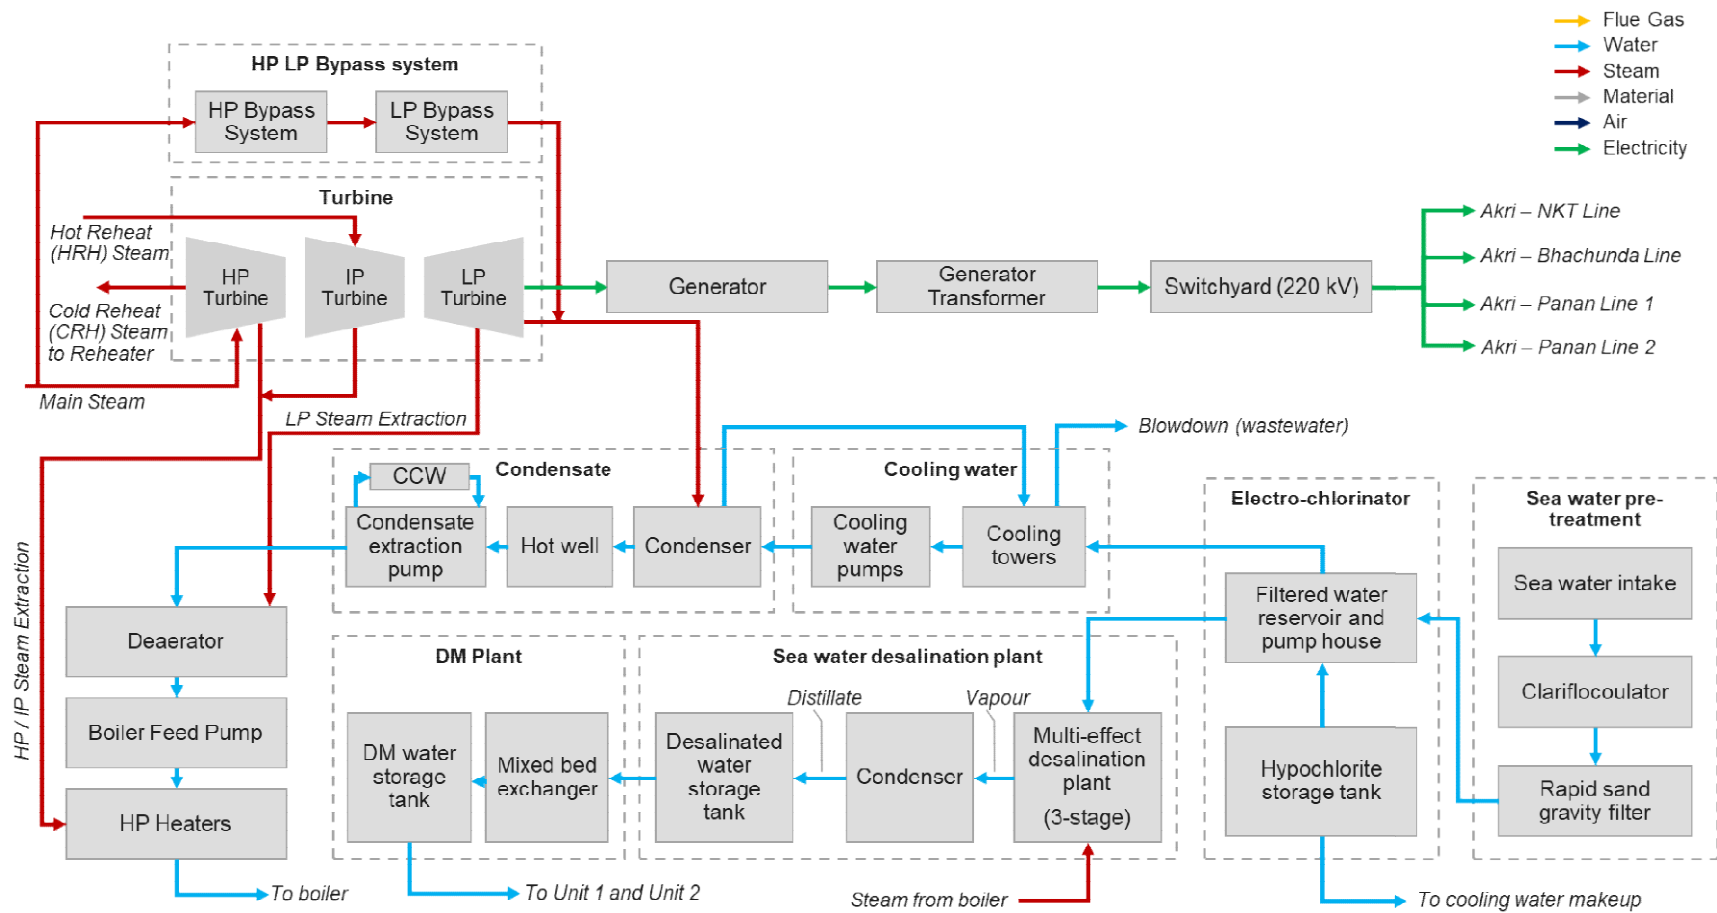 Flue Gas
Water
Steam
Material
Air
Electricity
HP LP Bypass system
HP Bypass
System
LP Bypass
System
Turbine
Hot Reheat
(HRH) Steam
HP
Turbine
IP
Turbine
LP
Turbine
Cold Reheat
(CRH) Steam
to Reheater
Main Steam
LP Steam Extraction
HP / IP Steam Extraction
Generator
Generator
Transformer
Switchyard (220 kV)
Akri – NKT Line
Akri – Bhachunda Line
Akri – Panan Line 1
Akri – Panan Line 2
Blowdown (wastewater)
Condensate
CCW
Condensate
extraction
pump
Hot well
Condenser
Cooling water
Cooling
water
pumps
Cooling
towers
Electro-chlorinator
Filtered water
reservoir and
pump house
Hypochlorite
storage tank
Sea water pre-
treatment
Sea water intake
Clariflocoulator
Rapid sand
gravity filter
Deaerator
Boiler Feed Pump
HP Heaters
To boiler
DM Plant
DM water
storage
tank
Mixed bed
exchanger
To Unit 1 and Unit 2
Sea water desalination plant
Distillate
Vapour
Desalinated
water
storage
tank
Condenser
Multi-effect
desalination
plant
(3-stage)
Steam from boiler
To cooling water makeup